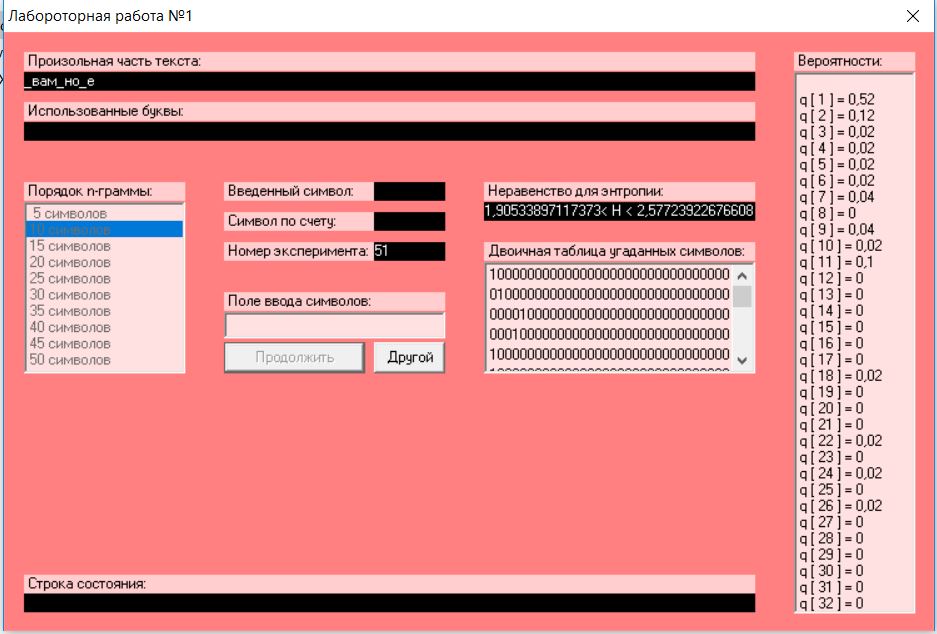 Лабороторная работа №1
Произольная часть текста:
_вам_но_е
Использованные буквы:
Порядок n-граммы:
5 символов
10 символов
15 символов
20 символов
25 символов
30 символов
35 символов
40 символов
45 символов
50 символов
Введенный символ:
Символ по счету:
Номер эксперимента: 51
Поле ввода символов:
Продолжить
Другой
Неравенство для энтропии:
1,90533897117373< H < 2,57723922676608
Двоичная таблица угаданных символов:
10000000000000000000000000000000
01000000000000000000000000000000
00001000000000000000000000000000
00010000000000000000000000000000
10000000000000000000000000000000
Строка состояния:
Вероятности:
q [ 1 ] = 0,52
q [ 2 ] = 0,12
q [ 3 ] = 0,02
q [ 4 ] = 0,02
q [ 5 ] = 0,02
q [ 6 ] = 0,02
q [ 7 ] = 0,04
q [ 8 ] = 0
q [ 9 ] = 0,04
q [ 10 ] = 0,02
q [ 11 ] = 0,1
q [ 12 ] = 0
q [ 13 ] = 0
q [ 14 ] = 0
q [ 15 ] = 0
q [ 16 ] = 0
q [ 17 ] = 0
q [ 18 ] = 0,02
q [ 19 ] = 0
q [ 20 ] = 0
q [ 21 ] = 0
q [ 22 ] = 0,02
q [ 23 ] = 0
q [ 24 ] = 0,02
q [ 25 ] = 0
q [ 26 ] = 0,02
q [ 27 ] = 0
q [ 28 ] = 0
q [ 29 ] = 0
q [ 30 ] = 0
q [ 31 ] = 0
q [ 32 ] = 0